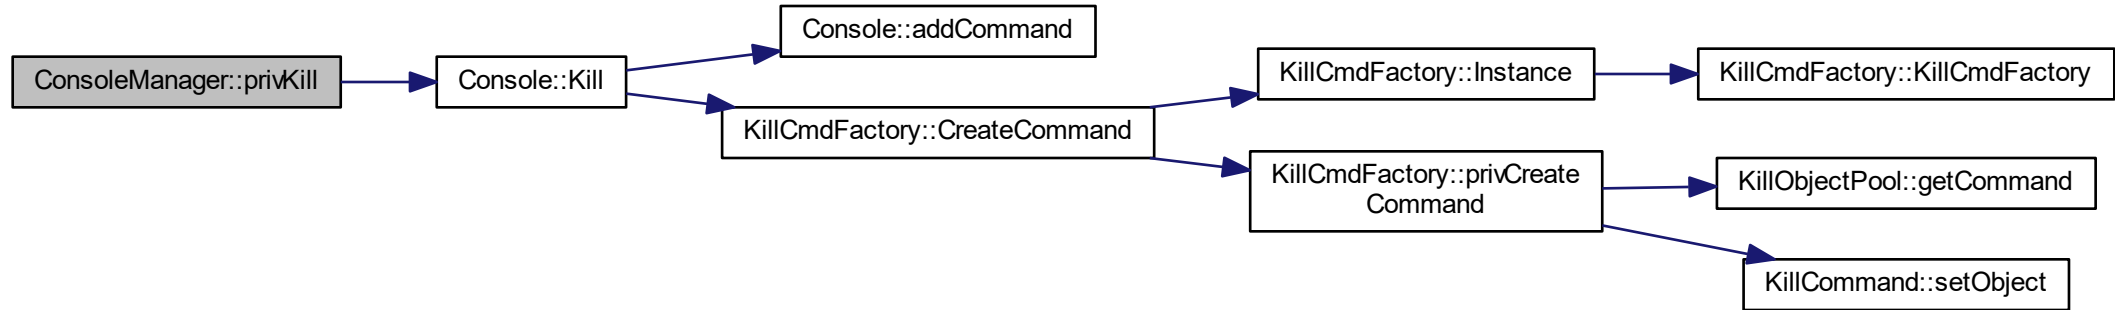 ConsoleManager::privKill
Console::Kill
Console::addCommand
KillCmdFactory::CreateCommand
KillCmdFactory::Instance
KillCmdFactory::KillCmdFactory
KillCmdFactory::privCreate
Command
KillObjectPool::getCommand
KillCommand::setObject